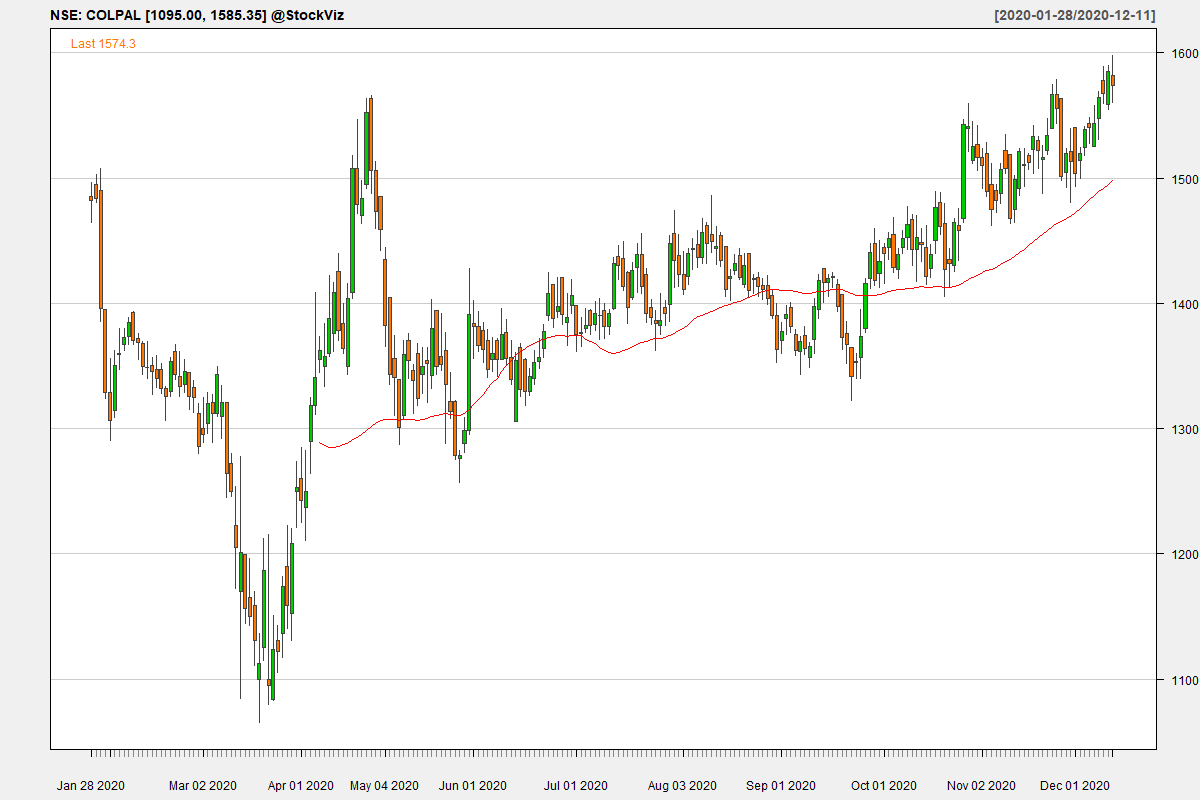 NSE: COLPAL [1095.00, 1585.35] @StockViz [2020-01-28/2020-12-11]
Last 1574.3
1600
1500
1400
1300
1200
1100
Jan 28 2020 Mar 02 2020 Apr 01 2020 May 04 2020 Jun 01 2020 Jul 01 2020 Aug 03 2020 Sep 01 2020 Oct 01 2020 Nov 02 2020 Dec 01 2020